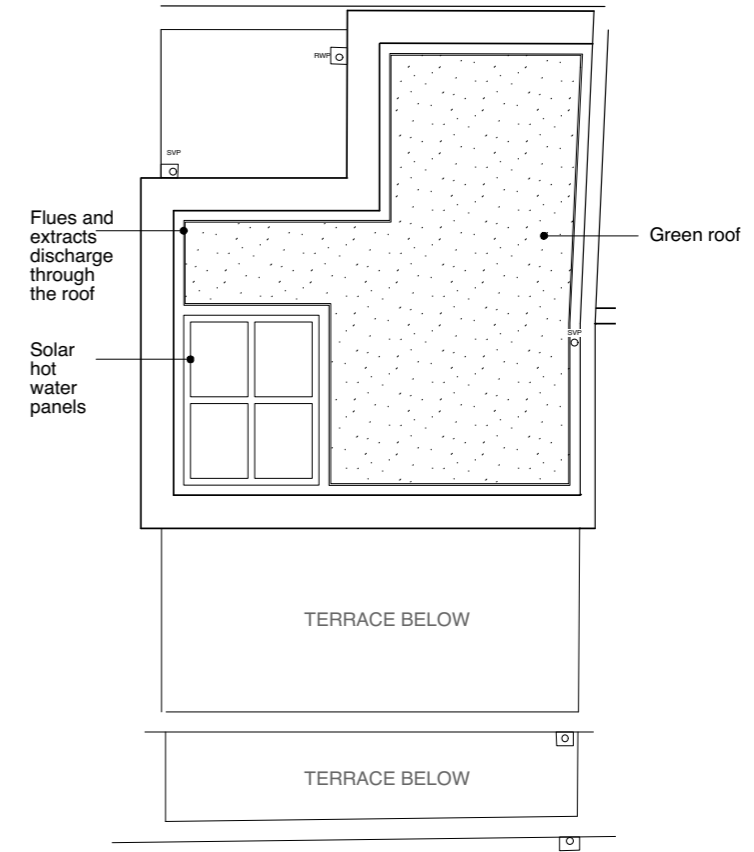 RWP
SVP
Flues and
extracts
discharge
through
the roof
Green roof
SVP
Solar
hot
water
panels
TERRACE BELOW
TERRACE BELOW